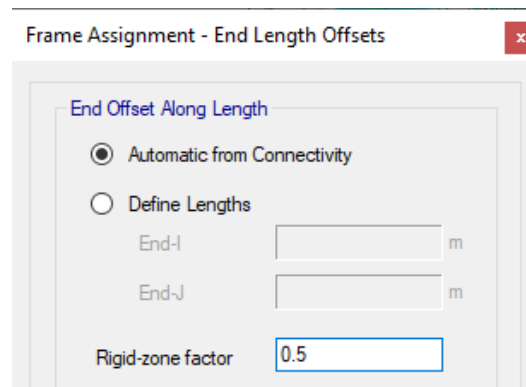 Frame Assignment - End Length Offsets x
End Offset Along Length
Automatic from Connectivity
Define Lengths
End-I m
End-J m
Rigid-zone factor 0.5